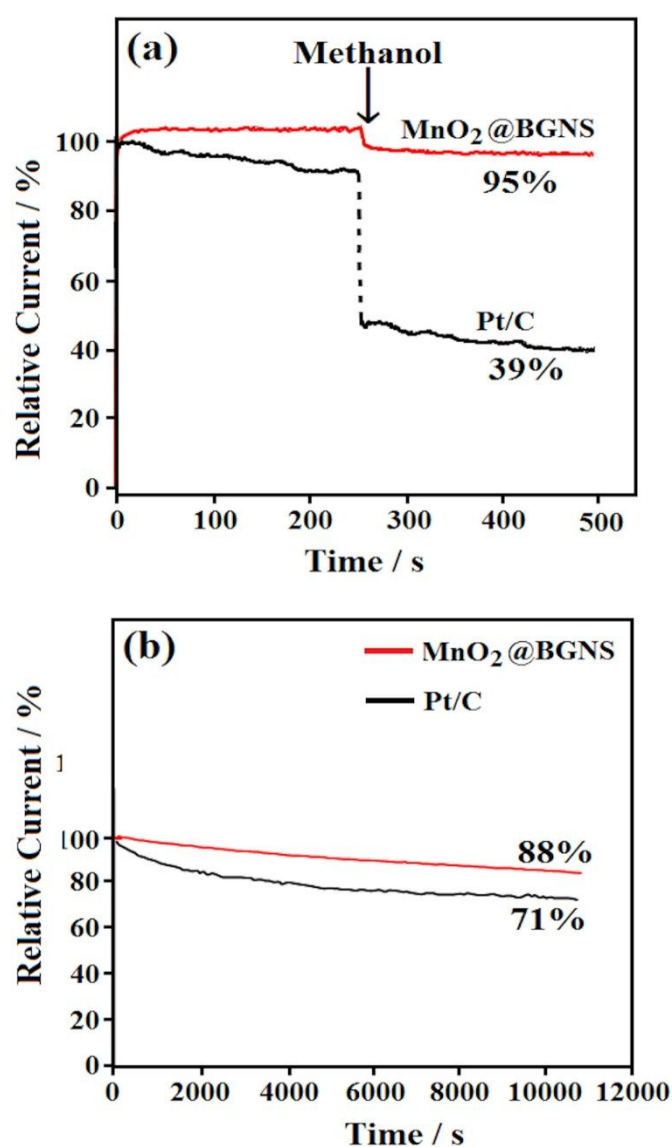 (a)
Methanol
MnO2 @BGNS
95%
Pt/C
39%
Relative Current / %
100
80
60
40
20
0
0 100 200 300 400 500
Time / s
(b)
MnO2 @BGNS
Pt/C
88%
71%
Relative Current / %
1
100
80
60
40
20
0
0 2000 4000 6000 8000 10000 12000
Time / s